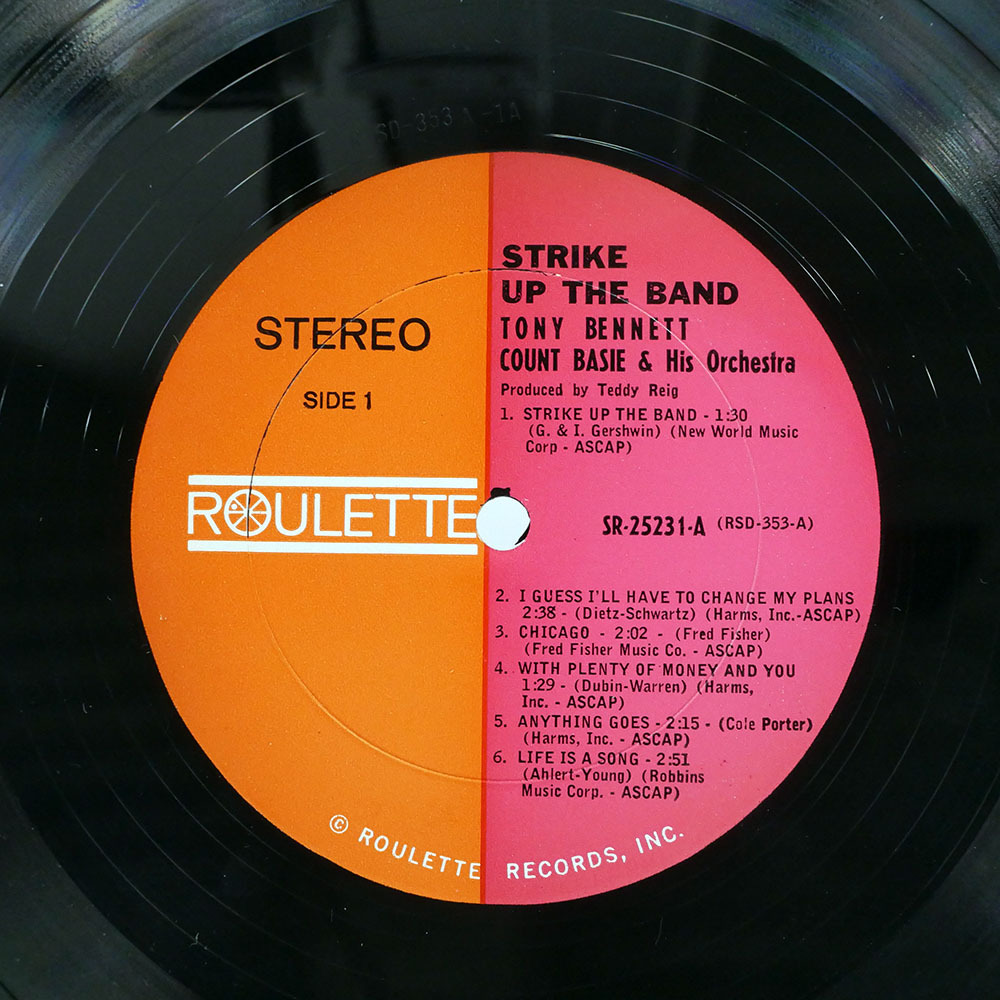 STEREO
SIDE 1
ROULETTE
STRIKE
UP THE BAND
TONY BENNETT
COUNT BASIE & His Orchestra
Produced by Teddy Reig
1. STRIKE UP THE BAND - 1:30
(G. & I. Gershwin) (New World Music
Corp - ASCAP)
SR-25231-A (RSD-353-A)
2. I GUESS I'LL HAVE TO CHANGE MY PLANS
2:38 - (Dietz-Schwartz) (Harms, Inc.-ASCAP)
3. CHICAGO - 2:02 - (Fred Fisher)
(Fred Fisher Music Co. - ASCAP)
4. WITH PLENTY OF MONEY AND YOU
1:29 - (Dubin-Warren) (Harms,
Inc. - ASCAP)
5. ANYTHING GOES - 2:15 - (Cole Porter)
(Harms, Inc. - ASCAP)
6. LIFE IS A SONG - 2:51
(Ahlert-Young) (Robbins
Music Corp. - ASCAP)
© ROULETTE RECORDS, INC.